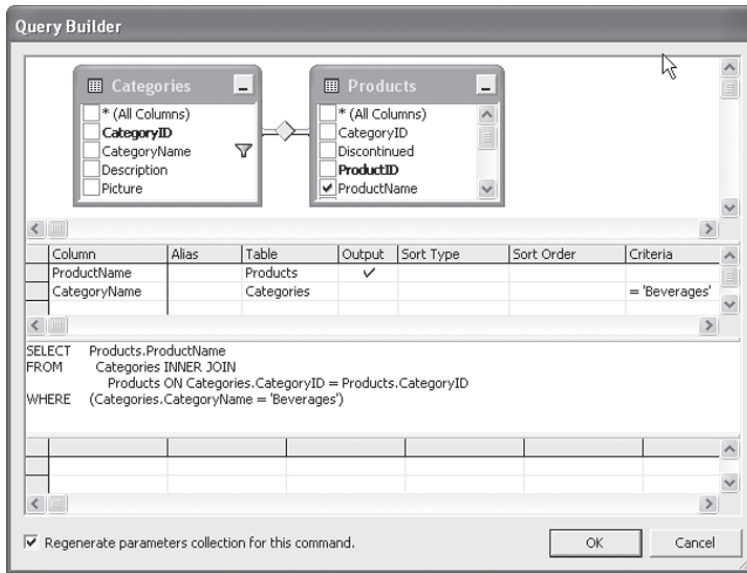 Query Builder
Categories
* (All Columns)
CategoryID
CategoryName
Description
Picture
Products
* (All Columns)
CategoryID
Discontinued
ProductID
ProductName
Column Alias Table Output Sort Type Sort Order Criteria
ProductName Products
CategoryName Categories = 'Beverages'
SELECT Products.ProductName
FROM Categories INNER JOIN
Products ON Categories.CategoryID = Products.CategoryID
WHERE (Categories.CategoryName = 'Beverages')
Regenerate parameters collection for this command.
OK Cancel